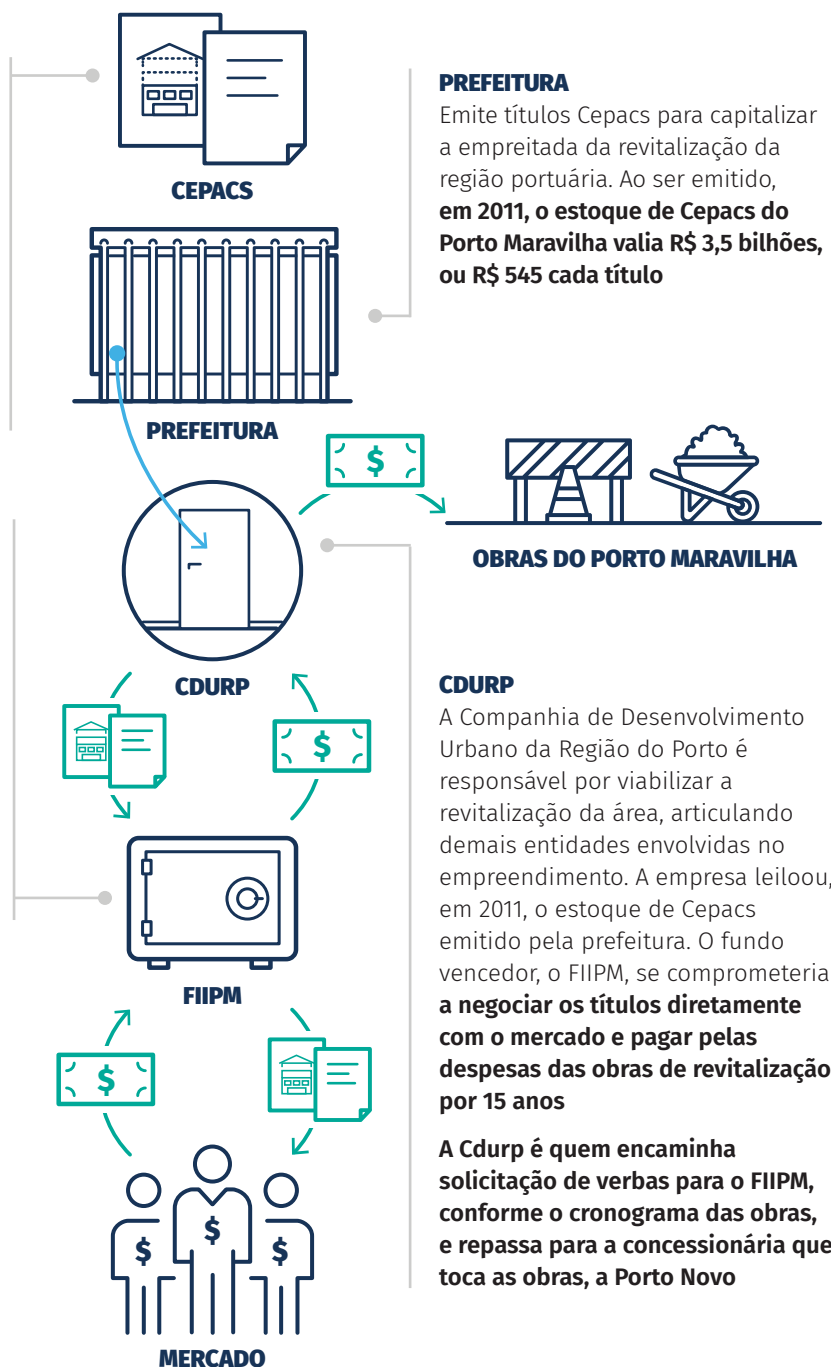 CEPACS
PREFEITURA
Emite títulos Cepacs para capitalizar
a empreitada da revitalização da
região portuária. Ao ser emitido,
em 2011, o estoque de Cepacs do
Porto Maravilha valia R$ 3,5 bilhões,
ou R$ 545 cada título
PREFEITURA
$
OBRAS DO PORTO MARAVILHA
CDURP
$
CDURP
A Companhia de Desenvolvimento
Urbano da Região do Porto é
responsável por viabilizar a
revitalização da área, articulando
demais entidades envolvidas no
empreendimento. A empresa leiloou,
em 2011, o estoque de Cepacs
emitido pela prefeitura. O fundo
vencedor, o FIIPM, se comprometeria
a negociar os títulos diretamente
com o mercado e pagar pelas
despesas das obras de revitalização
por 15 anos
A Cdurp é quem encaminha
solicitação de verbas para o FIIPM,
conforme o cronograma das obras,
e repassa para a concessionária que
toca as obras, a Porto Novo
FIIPM
$
$ $ $
MERCADO